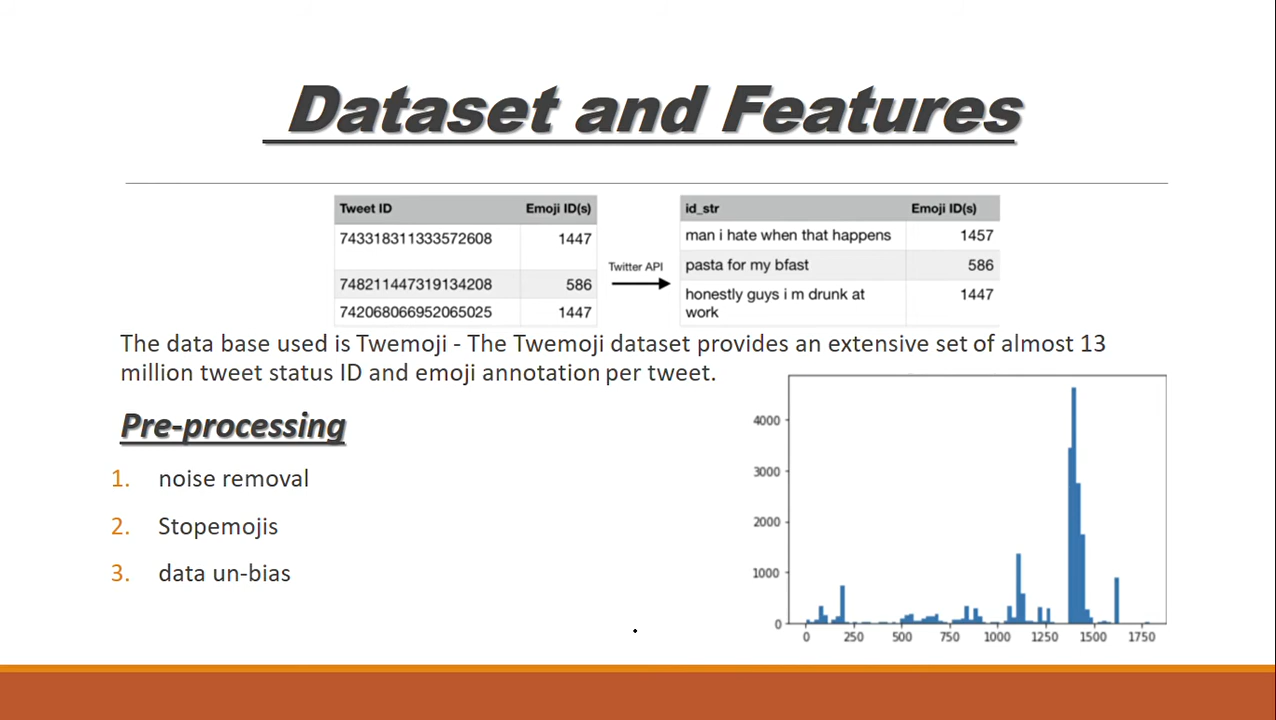 Dataset and Features
Tweet ID Emoji ID(s)
743318311333572608 1447
748211447319134208 586
742068066952065025 1447
Twitter API
id_str Emoji ID(s)
man i hate when that happens 1457
pasta for my bfast 586
honestly guys i m drunk at 1447
work
The data base used is Twemoji - The Twemoji dataset provides an extensive set of almost 13
million tweet status ID and emoji annotation per tweet.
Pre-processing
1. noise removal
2. Stopemojis
3. data un-bias
4000
3000
2000
1000
0
0 250 500 750 1000 1250 1500 1750